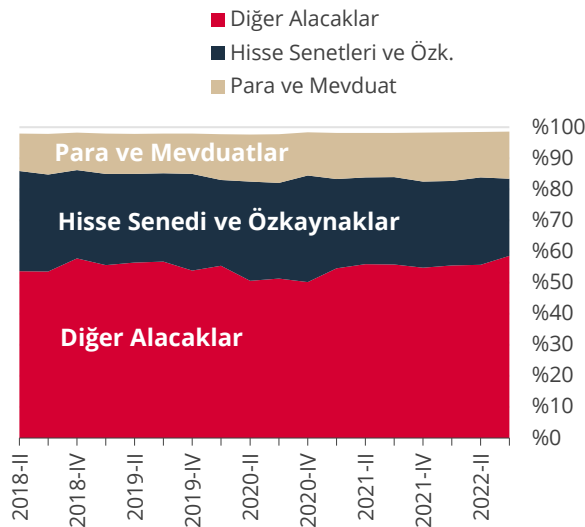 Diğer Alacaklar
Hisse Senetleri ve Özk.
Para ve Mevduat
%100
%90
%80
%70
%60
%50
%40
%30
%20
%10
%0
Para ve Mevduatlar
Hisse Senedi ve Özkaynaklar
Diğer Alacaklar
2018-II
2018-IV
2019-II
2019-IV
2020-II
2020-IV
2021-II
2021-IV
2022-II